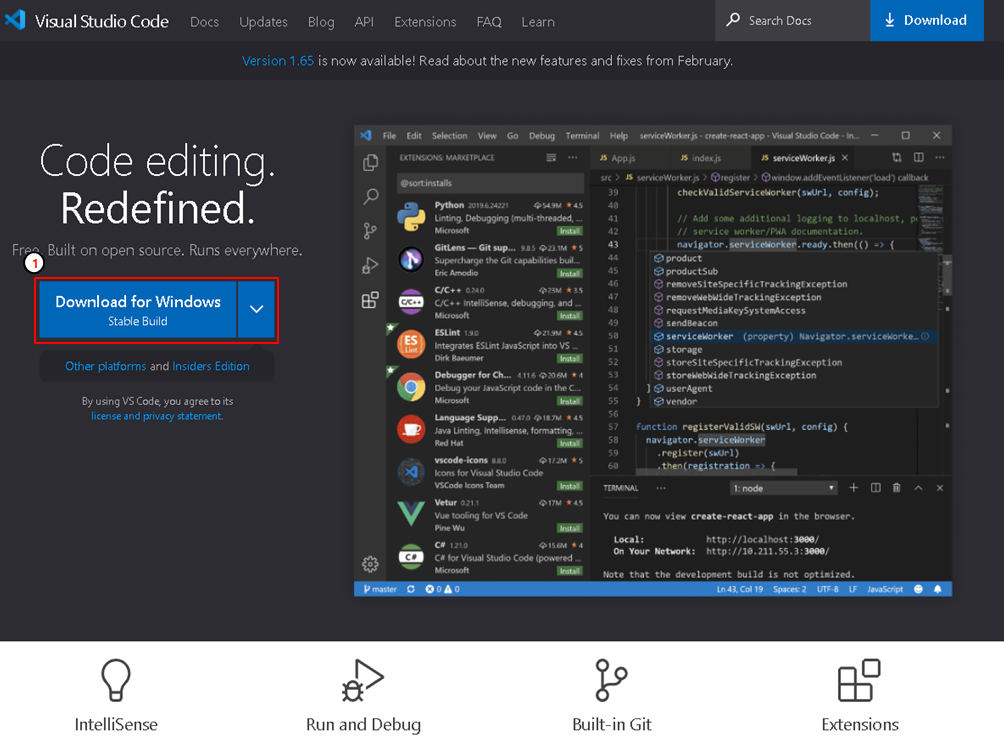 Visual Studio Code Docs Updates Blog API Extensions FAQ Learn Search Docs Download
Version 1.65 is now available! Read about the new features and fixes from February.
Code editing.
Redefined.
Free. Built on open source. Runs everywhere.
1
Download for Windows
Stable Build
Other platforms and Insiders Edition
By using VS Code, you agree to its
license and privacy statement.
File Edit Selection View Go Debug Terminal Help serviceWorker.js - create-react-app - Visual Studio Code - In...
EXTENSIONS: MARKETPLACE
@sort:installs
Python 2019.6.24221 54.9M 4.5
Linting, Debugging (multi-threaded, ...
Microsoft Install
GitLens — Git sup... 9.8.5 23.1M 5
Supercharge the Git capabilities buil...
Eric Amodio Install
C/C++ 0.24.0 23M 3.5
C/C++ IntelliSense, debugging, and ...
Microsoft Install
ESLint 1.9.0 21.9M 4.5
Integrates ESLint JavaScript into VS ...
Dirk Baeumer Install
Debugger for Ch... 4.11.6 20.6M 4
Debug your JavaScript code in the C...
Microsoft Install
Language Supp... 0.47.0 18.7M 4.5
Java Linting, Intellisense, formatting, ...
Red Hat Install
vscode-icons 8.8.0 17.2M 5
Icons for Visual Studio Code
VSCode Icons Team Install
Vetur 0.21.1 17M 4.5
Vue tooling for VS Code
Pine Wu Install
C# 1.21.0 15.6M 4
C# for Visual Studio Code (powered ...
Microsoft Install
JS App.js JS index.js JS serviceWorker.js
src > JS serviceWorker.js > register > window.addEventListener('load') callback
39 checkValidServiceWorker(swUrl, config);
40
41 // Add some additional logging to localhost, p
42 // service worker/PWA documentation.
43 navigator.serviceWorker.ready.then(() => {
44 product
45 productSub
46 removeSiteSpecificTrackingException
47 removeWebWideTrackingException
48 requestMediaKeySystemAccess
49 sendBeacon
50 serviceWorker (property) Navigator.serviceWorke...
51 storage
52 storeSiteSpecificTrackingException
53 storeWebWideTrackingException
54 } userAgent
55 } vendor
56
57 function registerValidSW(swUrl, config) {
58 navigator.serviceWorker
59 .register(swUrl)
60 .then(registration => {
TERMINAL ... 1: node
You can now view create-react-app in the browser.
Local: http://localhost:3000/
On Your Network: http://10.211.55.3:3000/
Note that the development build is not optimized.
master 0 0 Ln 43, Col 19 Spaces: 2 UTF-8 LF JavaScript
IntelliSense Run and Debug Built-in Git Extensions